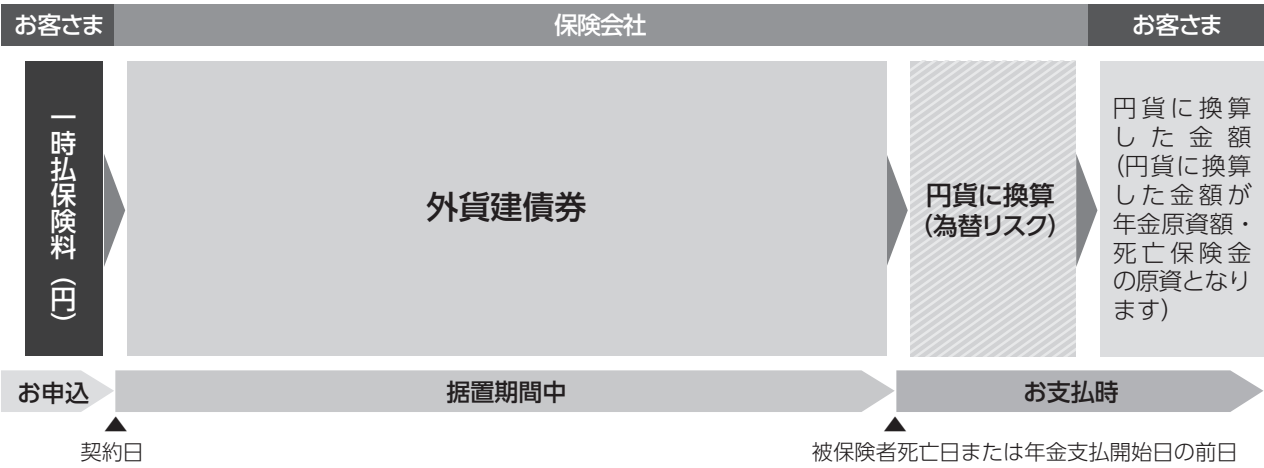 お客さま
保険会社
お客さま
一時払保険料（円）
外貨建債券
円貨に換算
（為替リスク）
円貨に換算
した金額
（円貨に換算
した金額が
年金原資額・
死亡保険金
の原資となり
ます）
お申込
据置期間中
お支払時
契約日
被保険者死亡日または年金支払開始日の前日